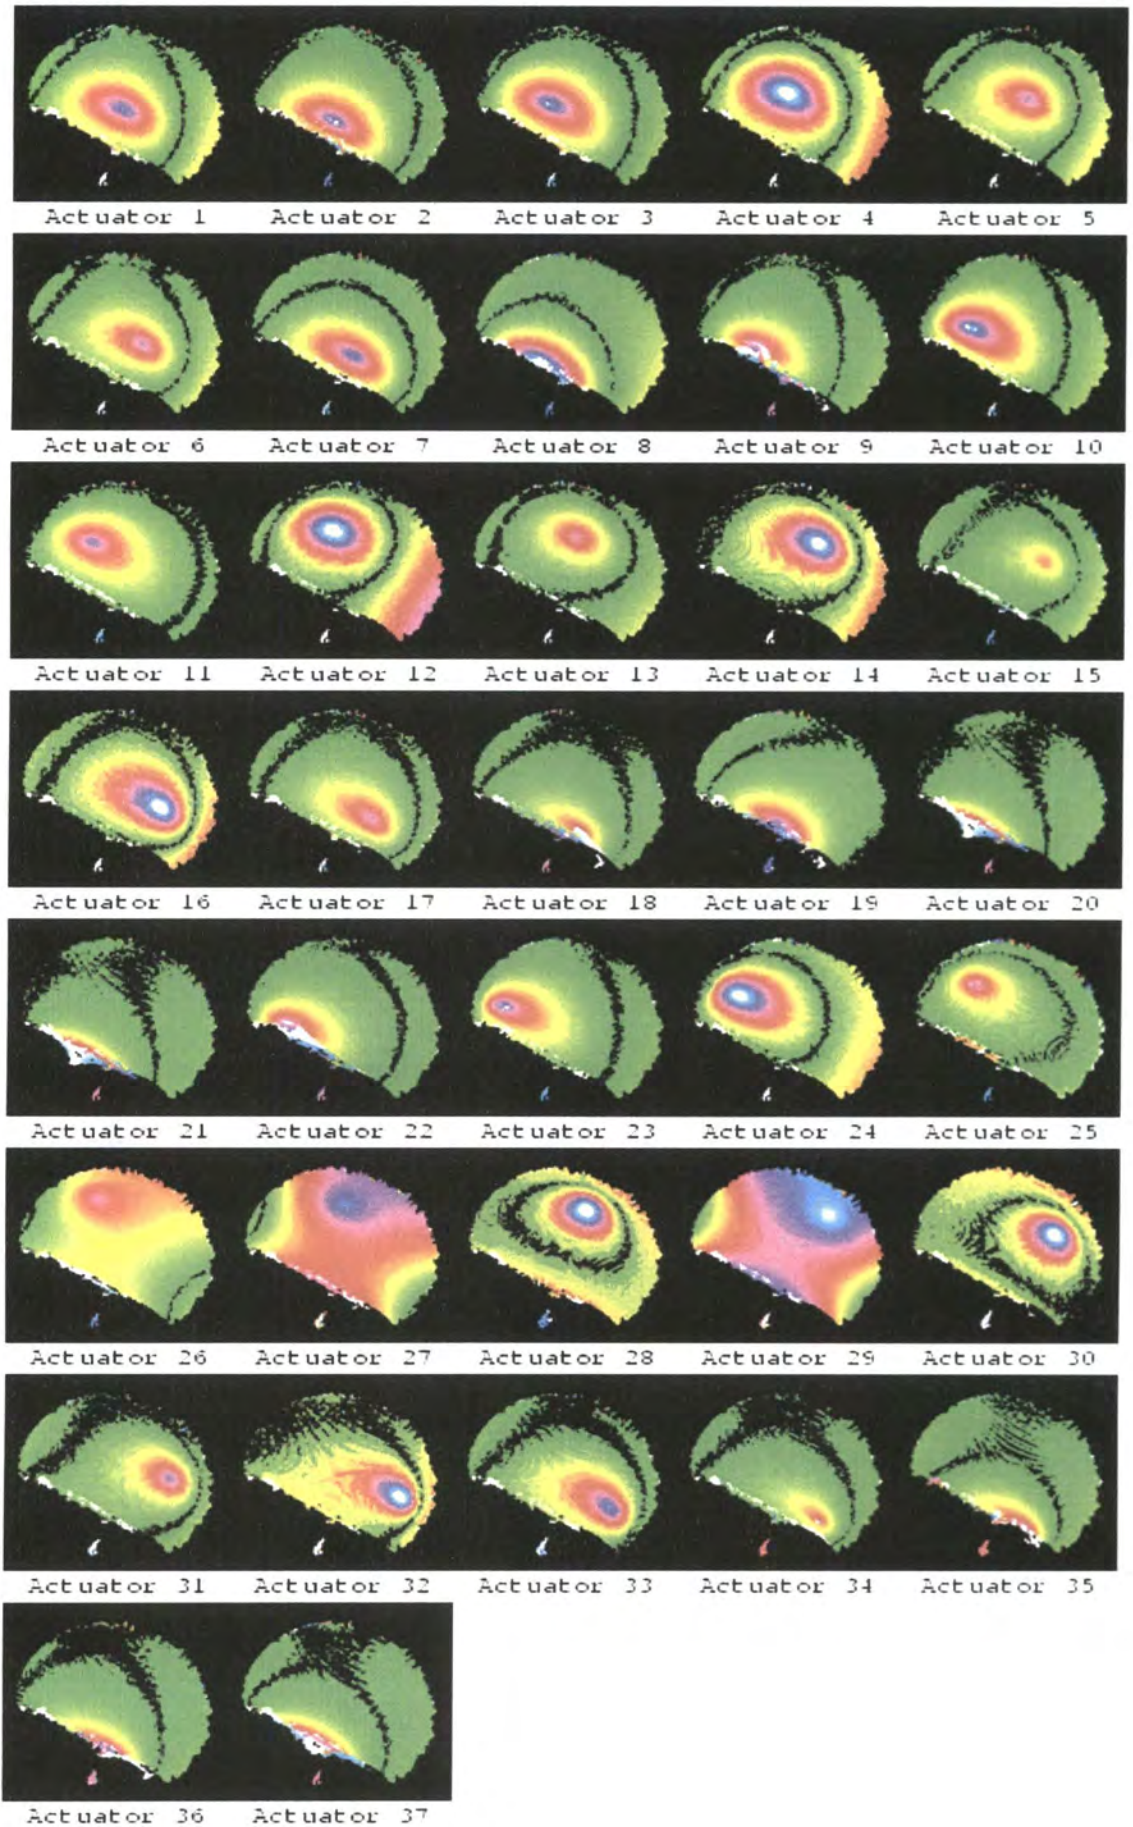 Actuator 1 Actuator 2 Actuator 3 Actuator 4 Actuator 5
Actuator 6 Actuator 7 Actuator 8 Actuator 9 Actuator 10
Actuator 11 Actuator 12 Actuator 13 Actuator 14 Actuator 15
Actuator 16 Actuator 17 Actuator 18 Actuator 19 Actuator 20
Actuator 21 Actuator 22 Actuator 23 Actuator 24 Actuator 25
Actuator 26 Actuator 27 Actuator 28 Actuator 29 Actuator 30
Actuator 31 Actuator 32 Actuator 33 Actuator 34 Actuator 35
Actuator 36 Actuator 37